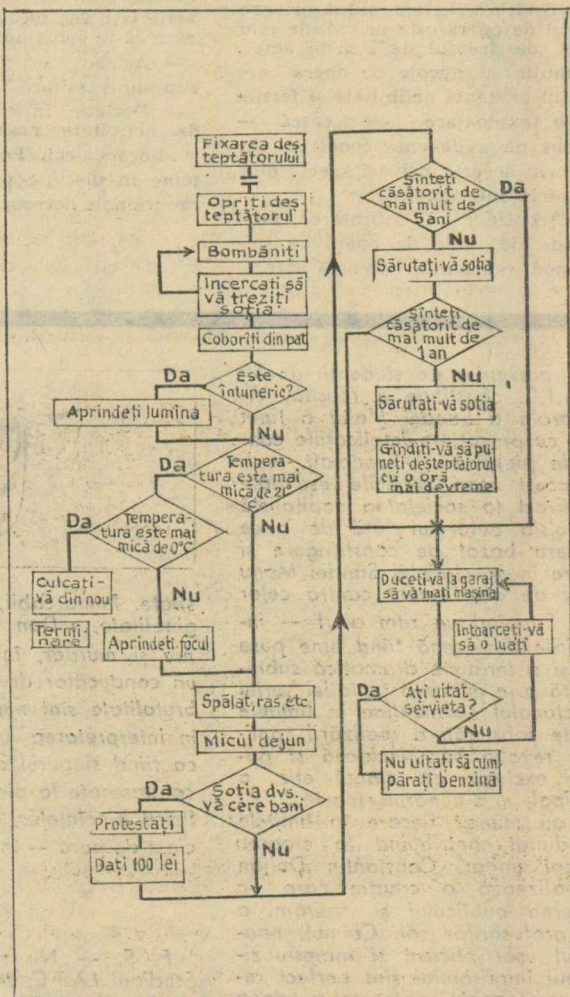 Fixarea des-
teptătorului
Opriți des-
teptătorul
Bombăniți
Încercați să
vă treziți
soția
Coborîți din pat
Este
întuneric?
Da
Nu
Aprindeți lumina
Tempera-
tura este mai
mică de 21°
Da
Nu
Tempera-
tura este mai
mică de 0°C
Da
Nu
Culcați-
vă din nou
Termi-
nare
Aprindeți focul
Spălat, ras, etc.
Micul dejun
Soția dvs.
vă cere bani
Da
Nu
Protestați
Dați 100 lei
Sînteți
căsătorit de
mai mult de
5 ani
Da
Nu
Sărutați-vă soția
Sînteți
căsătorit de
mai mult de
1 an
Nu
Sărutați-vă soția
Gîndiți-vă să pu-
neți desteptatorul
cu o oră
mai devreme
Duceți-vă la garaj
să vă luați mașina
Intoarceți-vă
să o luați
Ați uitat
servieta?
Da
Nu
Nu uitați să cum-
părați benzină